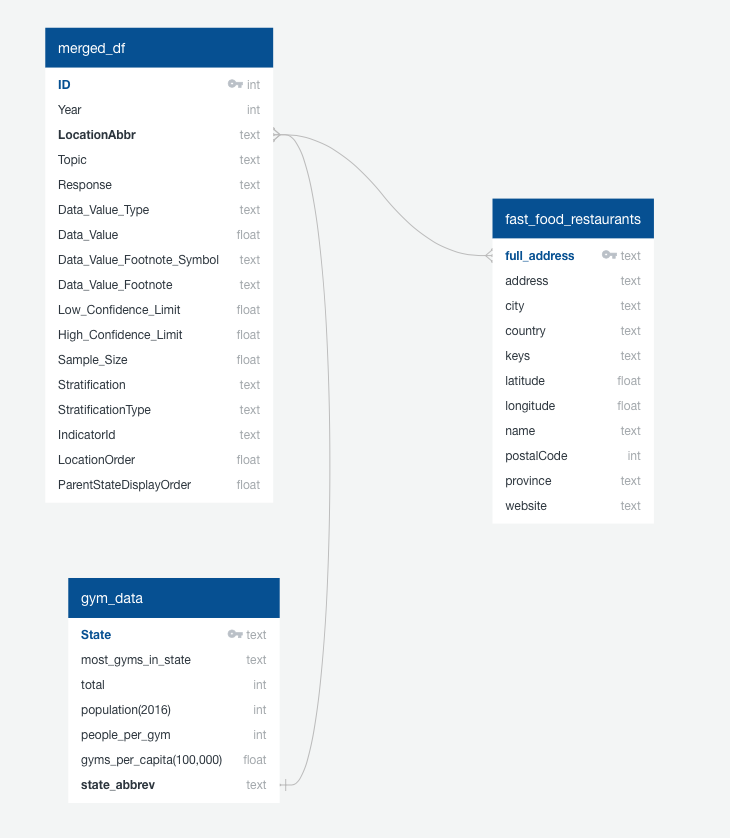 merged_df
ID int
Year int
LocationAbbr text
Topic text
Response text
Data_Value_Type text
Data_Value float
Data_Value_Footnote_Symbol text
Data_Value_Footnote text
Low_Confidence_Limit float
High_Confidence_Limit float
Sample_Size float
Stratification text
StratificationType text
IndicatorId text
LocationOrder float
ParentStateDisplayOrder float
fast_food_restaurants
full_address text
address text
city text
country text
keys text
latitude float
longitude float
name text
postalCode int
province text
website text
gym_data
State text
most_gyms_in_state text
total int
population(2016) int
people_per_gym int
gyms_per_capita(100,000) float
state_abbrev text